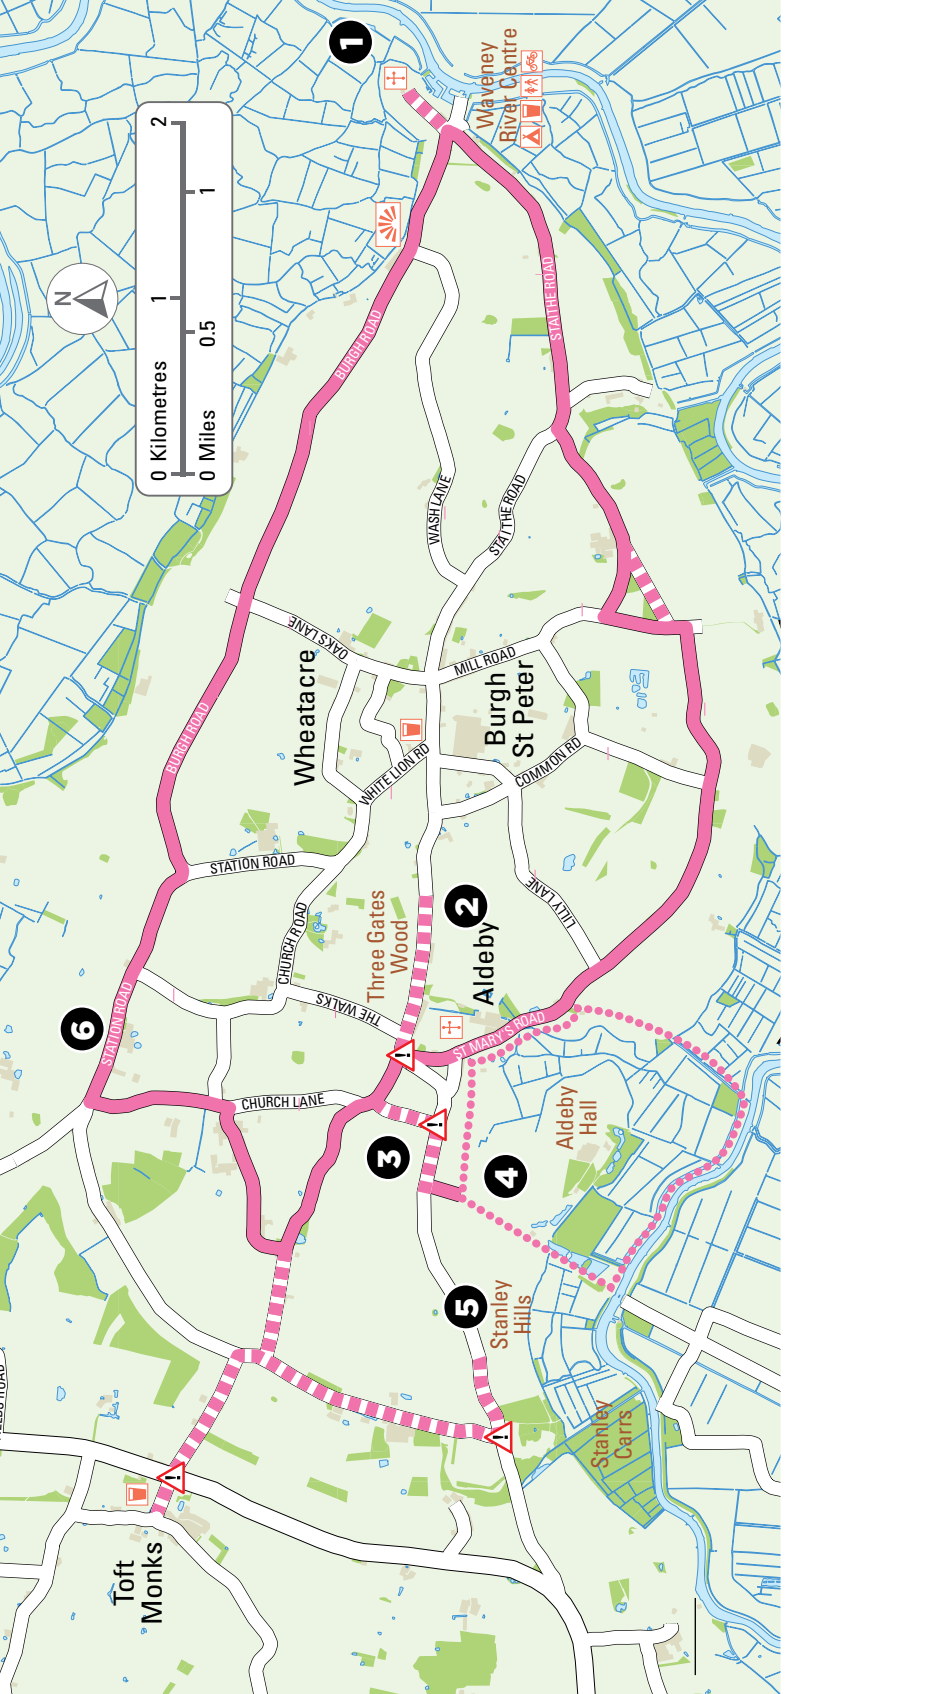 1
Waveney
River Centre
0 Kilometres 1 2
0 Miles 0.5 1
N
BURGH ROAD
STAITHE ROAD
WASH LANE
STAITHE ROAD
OAKS LANE
Wheatacre
MILL ROAD
Burgh
St Peter
BURGH ROAD
WHITE LION RD
COMMON RD
STATION ROAD
CHURCH ROAD
Three Gates
Wood
2
Aldeby
LILLY LANE
THE WALKS
6
STATION ROAD
ST MARY'S ROAD
CHURCH LANE
3
4
Aldeby
Hall
5
Stanley
Hills
Stanley
Carrs
Toft
Monks